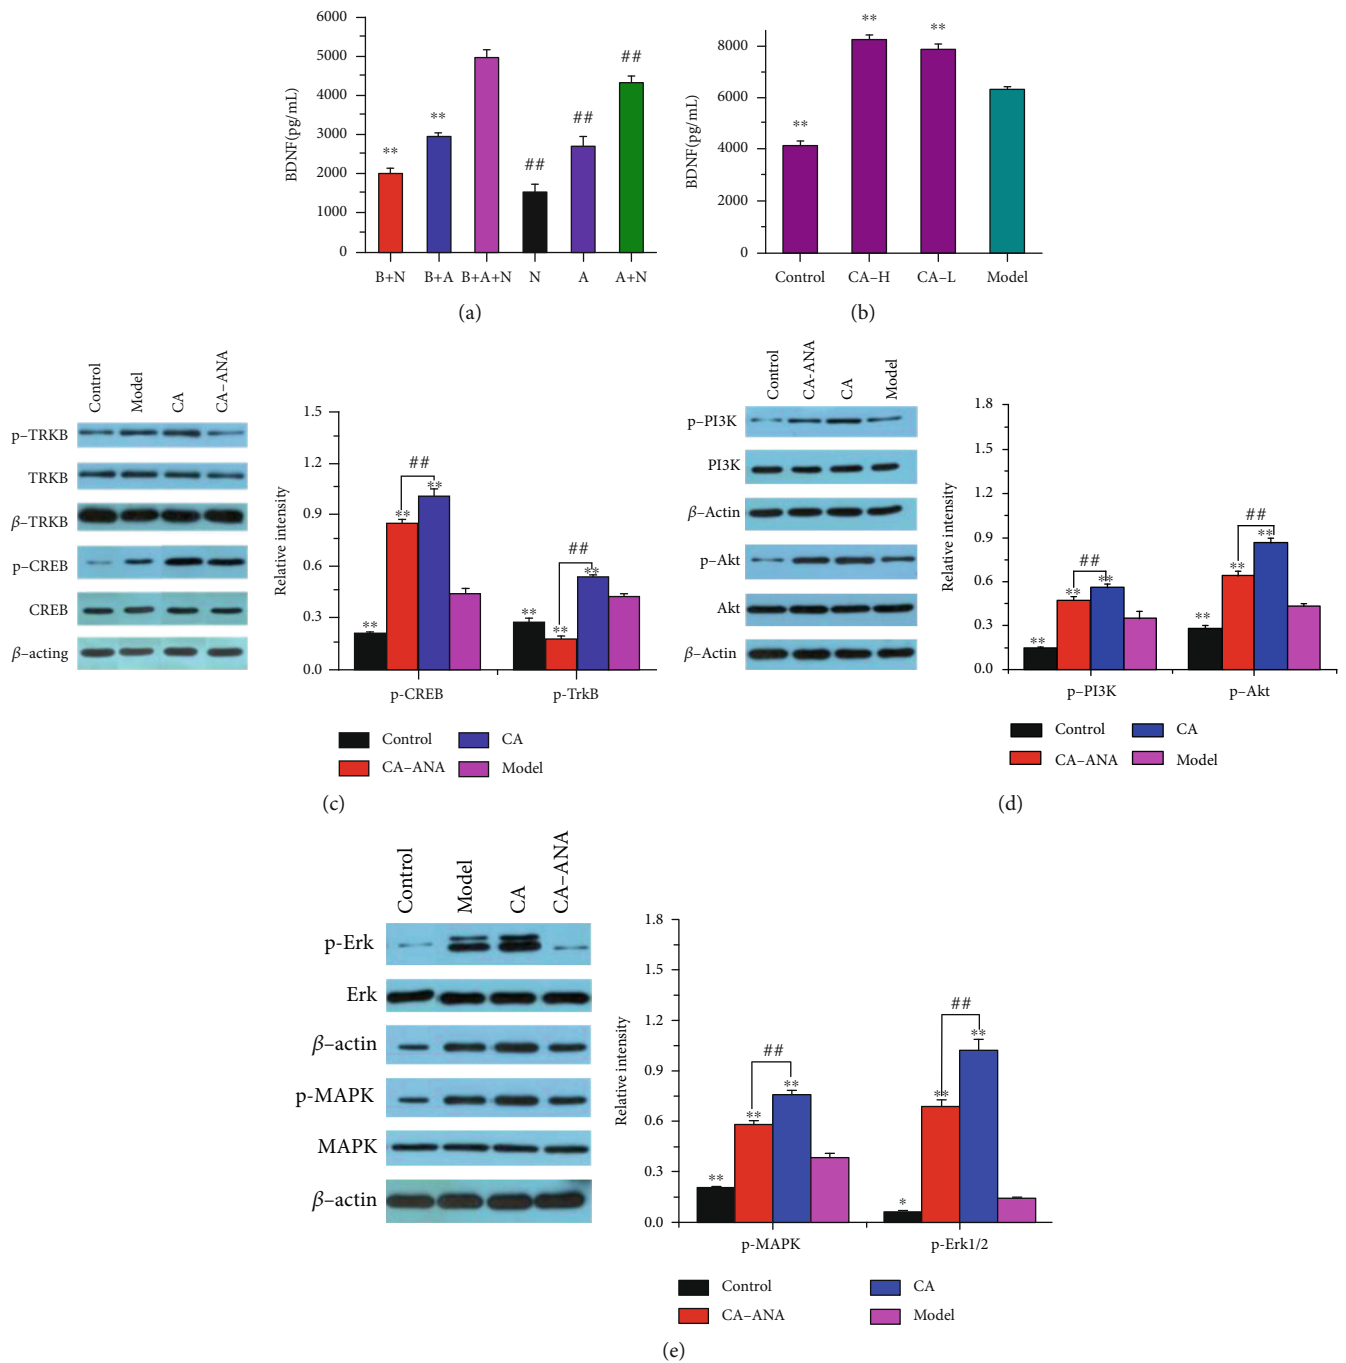 6000
5000
4000
3000
2000
1000
0
BDNF(pg/mL)
**
**
##
##
##
B+N B+A B+A+N N A A+N
(a)
8000
6000
4000
2000
0
BDNF(pg/mL)
**
**
**
Control CA–H CA–L Model
(b)
Control Model CA CA–ANA
p–TRKB
TRKB
β–TRKB
p–CREB
CREB
β–acting
1.5
1.2
0.9
0.6
0.3
0.0
Relative intensity
##
**
**
**
##
**
**
**
p-CREB p-TrkB
Control CA
CA–ANA Model
(c)
Control CA-ANA CA Model
p–PI3K
PI3K
β–Actin
p–Akt
Akt
β–Actin
1.8
1.5
1.2
0.9
0.6
0.3
0.0
Relative intensity
##
**
**
**
##
**
**
**
p–PI3K p–Akt
Control CA
CA–ANA Model
(d)
Control Model CA CA–ANA
p-Erk
Erk
β–actin
p-MAPK
MAPK
β–actin
1.8
1.5
1.2
0.9
0.6
0.3
0.0
Relative intensity
##
**
**
**
##
**
**
*
p-MAPK p-Erk1/2
Control CA
CA–ANA Model
(e)